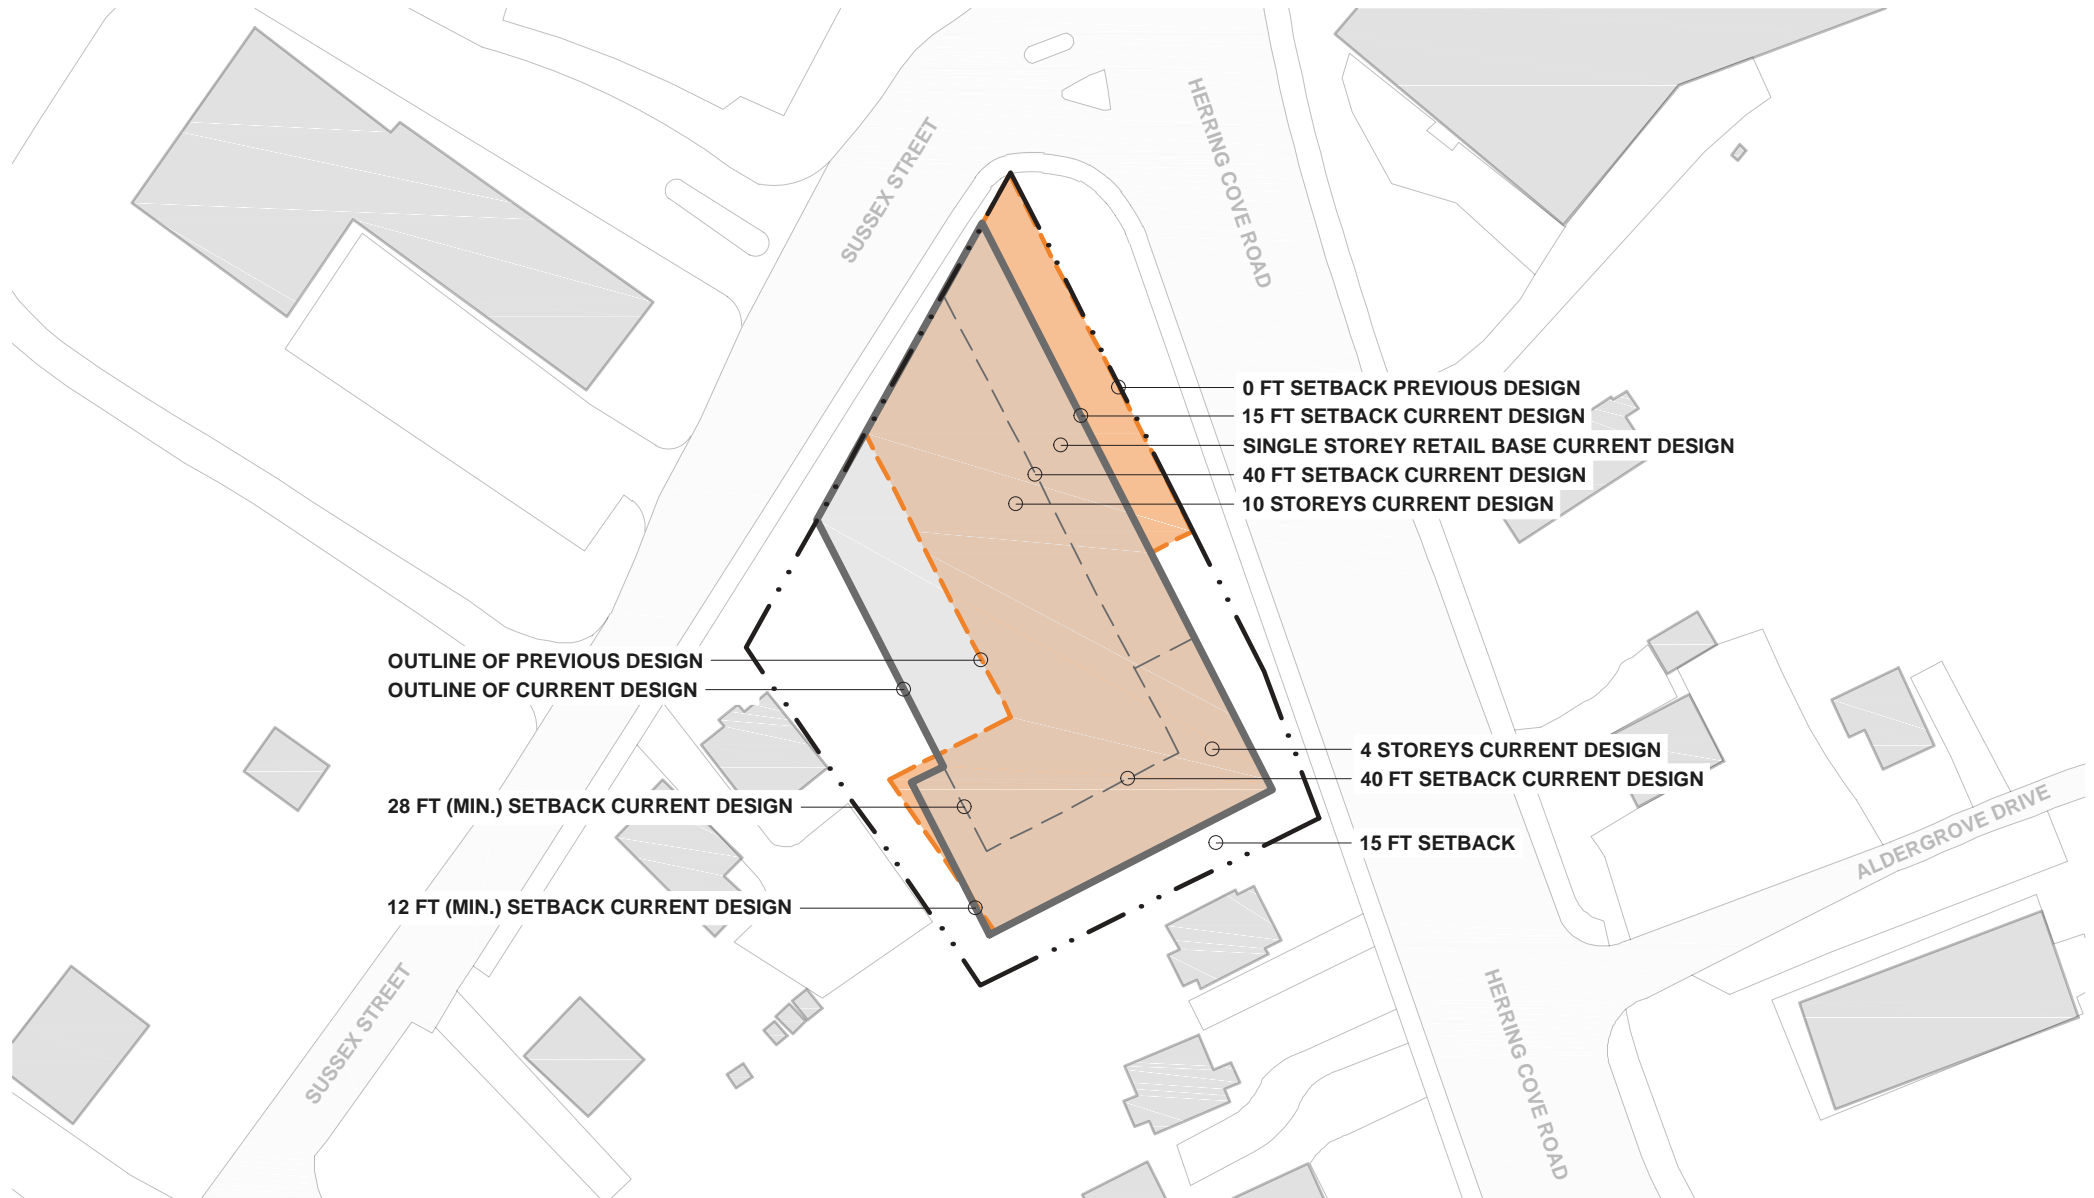 SUSSEX STREET
HERRING COVE ROAD
0 FT SETBACK PREVIOUS DESIGN
15 FT SETBACK CURRENT DESIGN
SINGLE STOREY RETAIL BASE CURRENT DESIGN
40 FT SETBACK CURRENT DESIGN
10 STOREYS CURRENT DESIGN
OUTLINE OF PREVIOUS DESIGN
OUTLINE OF CURRENT DESIGN
4 STOREYS CURRENT DESIGN
40 FT SETBACK CURRENT DESIGN
28 FT (MIN.) SETBACK CURRENT DESIGN
15 FT SETBACK
ALDERGROVE DRIVE
12 FT (MIN.) SETBACK CURRENT DESIGN
SUSSEX STREET
HERRING COVE ROAD